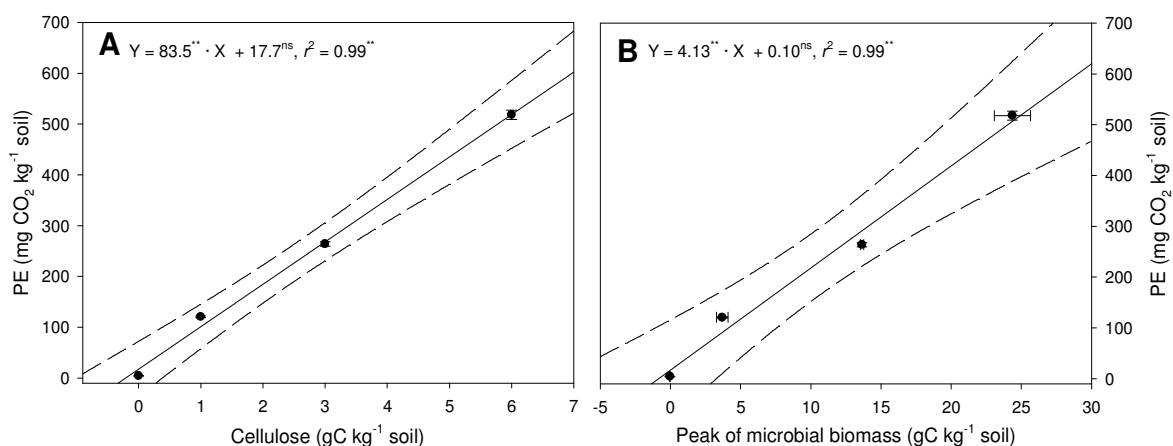 A Y = 83.5** · X + 17.7ns, r2 = 0.99**
PE (mg CO2 kg-1 soil)
700
600
500
400
300
200
100
0
0 1 2 3 4 5 6 7
Cellulose (gC kg-1 soil)
B Y = 4.13** · X + 0.10ns, r2 = 0.99**
700
600
500
400
300
200
100
0
PE (mg CO2 kg-1 soil)
-5 0 5 10 15 20 25 30
Peak of microbial biomass (gC kg-1 soil)